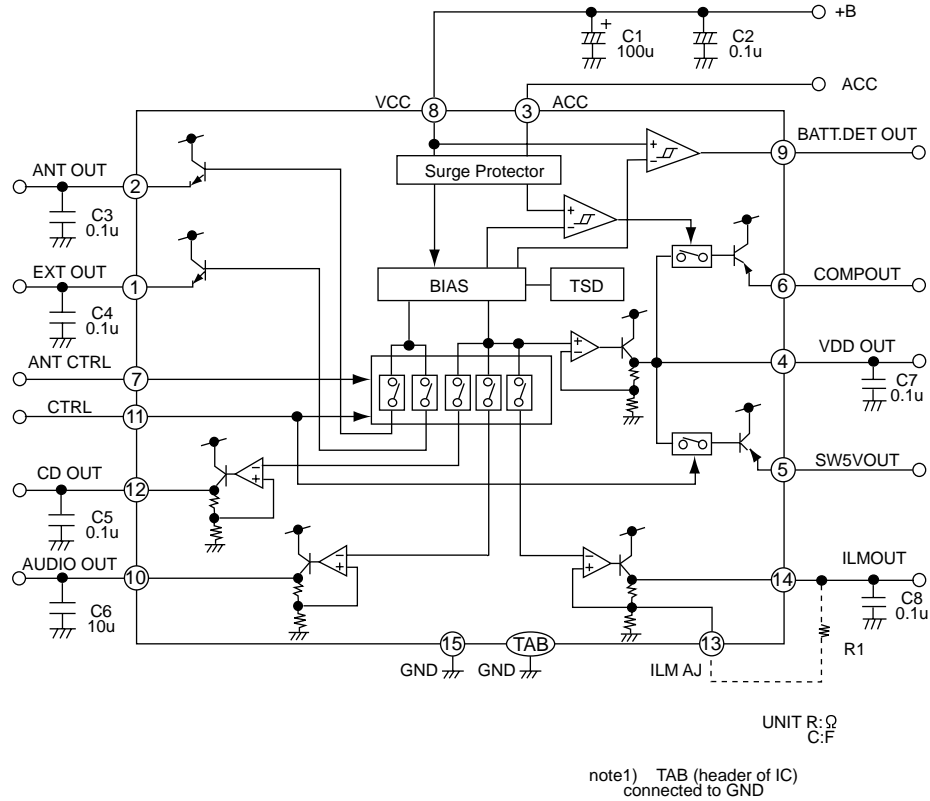 +B
+
C1
100u
C2
0.1u
ACC
VCC
8
3
ACC
BATT.DET OUT
9
+
−
Surge Protector
ANT OUT
2
C3
0.1u
+
−
EXT OUT
1
C4
0.1u
BIAS
TSD
6
COMPOUT
ANT CTRL
7
+
−
4
VDD OUT
C7
0.1u
CTRL
11
CD OUT
12
C5
0.1u
−
+
5
SW5VOUT
AUDIO OUT
10
C6
10u
−
+
−
+
14
ILMOUT
C8
0.1u
R1
15
TAB
13
GND
GND
ILM AJ
UNIT R:Ω
C:F
note1) TAB (header of IC)
connected to GND